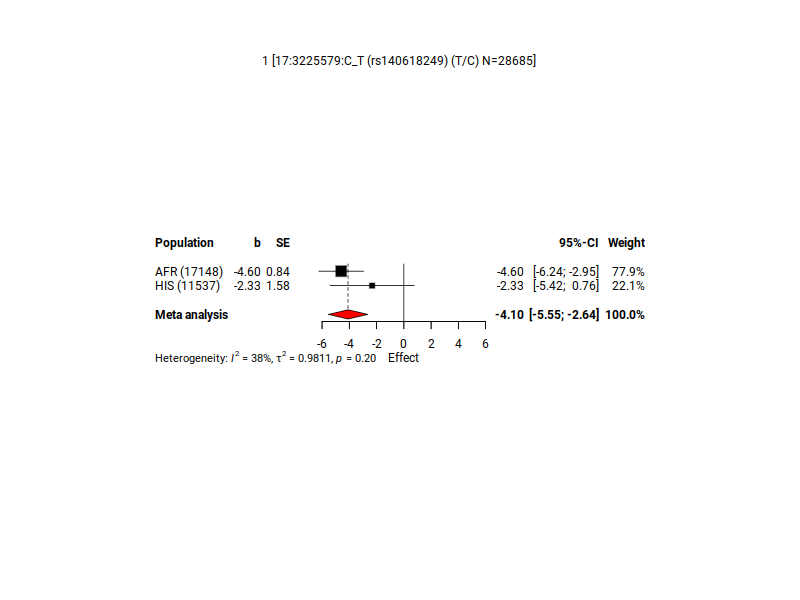 1 [17:3225579:C_T (rs140618249) (T/C) N=28685]
Population b SE 95%-CI Weight
AFR (17148) -4.60 0.84 -4.60 [-6.24; -2.95] 77.9%
HIS (11537) -2.33 1.58 -2.33 [-5.42; 0.76] 22.1%
Meta analysis -4.10 [-5.55; -2.64] 100.0%
-6 -4 -2 0 2 4 6
Heterogeneity: I² = 38%, τ² = 0.9811, p = 0.20 Effect